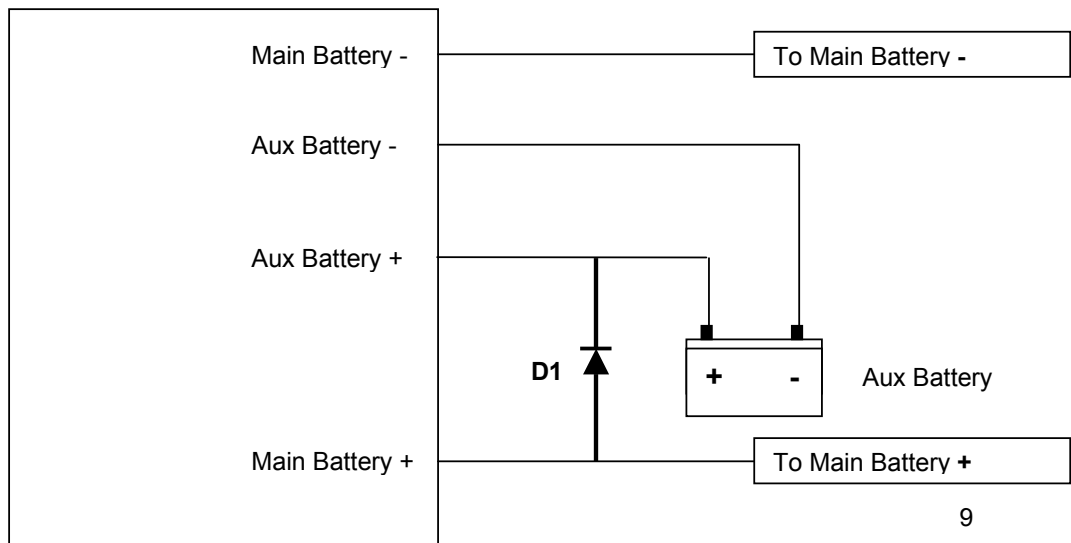 Main Battery -
To Main Battery -
Aux Battery -
Aux Battery +
D1
+ -
Aux Battery
Main Battery +
To Main Battery +
9